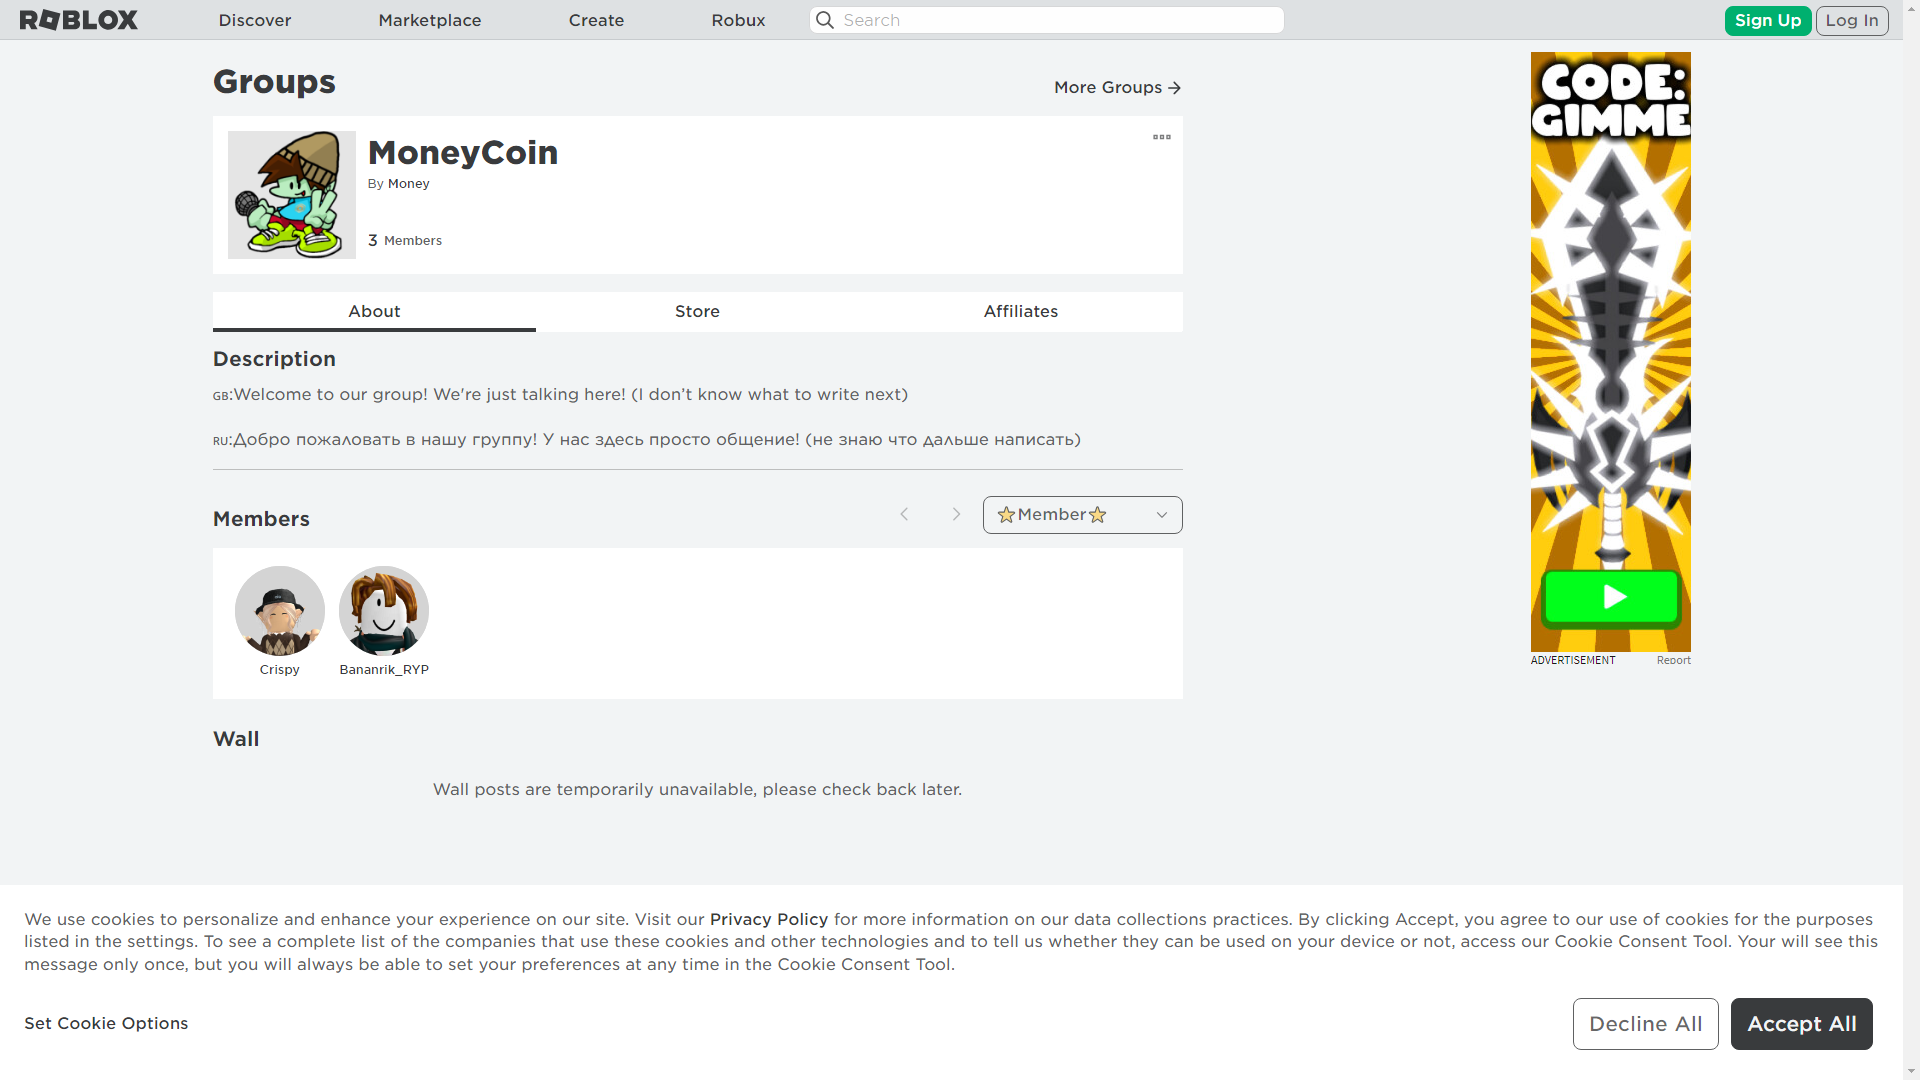 ROBLOX
Discover
Marketplace
Create
Robux
Search
Sign Up
Log In
Groups
More Groups
MoneyCoin
By Money
3 Members
About
Store
Affiliates
Description
GB:Welcome to our group! We're just talking here! (I don’t know what to write next)
RU:Добро пожаловать в нашу группу! У нас здесь просто общение! (не знаю что дальше написать)
Members
⭐Member⭐
Crispy
Bananrik_RYP
Wall
Wall posts are temporarily unavailable, please check back later.
CODE:
GIMME
ADVERTISEMENT
Report
We use cookies to personalize and enhance your experience on our site. Visit our Privacy Policy for more information on our data collections practices. By clicking Accept, you agree to our use of cookies for the purposes
listed in the settings. To see a complete list of the companies that use these cookies and other technologies and to tell us whether they can be used on your device or not, access our Cookie Consent Tool. Your will see this
message only once, but you will always be able to set your preferences at any time in the Cookie Consent Tool.
Set Cookie Options
Decline All
Accept All